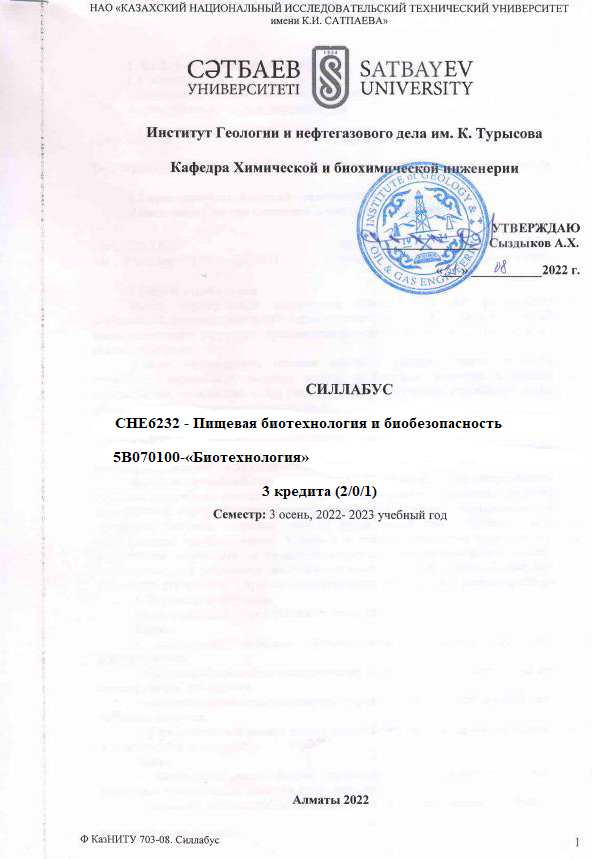 НАО «КАЗАХСКИЙ НАЦИОНАЛЬНЫЙ ИССЛЕДОВАТЕЛЬСКИЙ ТЕХНИЧЕСКИЙ УНИВЕРСИТЕТ
имени К.И. САТПАЕВА»
СӘТБАЕВ УНИВЕРСИТЕТІ
SATBAYEV UNIVERSITY
Институт Геологии и нефтегазового дела им. К. Турысова
Кафедра Химической и биохимической инженерии
INSTITUTE of GEOLOGY & OIL & GAS ENGINEERING
УТВЕРЖДАЮ
Сыздыков А.Х.
« » 08 2022 г.
СИЛЛАБУС
CHE6232 - Пищевая биотехнология и биобезопасность
5В070100-«Биотехнология»
3 кредита (2/0/1)
Семестр: 3 осень, 2022- 2023 учебный год
Алматы 2022
Ф КазНИТУ 703-08. Силлабус
1